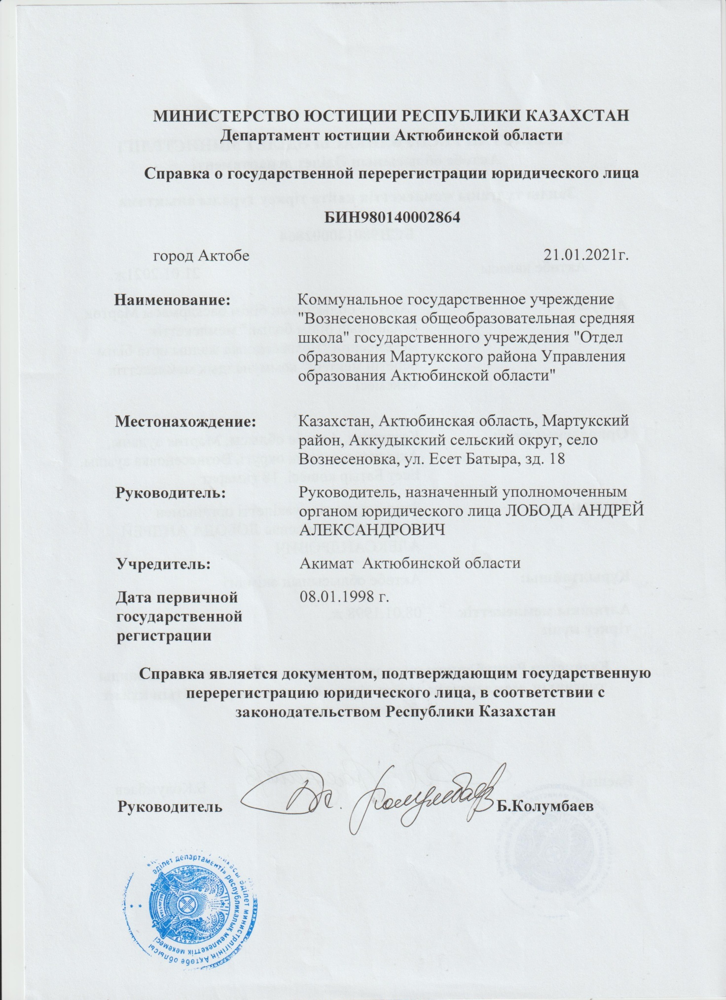 МИНИСТЕРСТВО ЮСТИЦИИ РЕСПУБЛИКИ КАЗАХСТАН
Департамент юстиции Актюбинской области
Справка о государственной перерегистрации юридического лица
БИН980140002864
город Актобе 21.01.2021г.
Наименование: Коммунальное государственное учреждение
"Вознесеновская общеобразовательная средняя
школа" государственного учреждения "Отдел
образования Мартукского района Управления
образования Актюбинской области"
Местонахождение: Казахстан, Актюбинская область, Мартукский
район, Аккудыкский сельский округ, село
Вознесеновка, ул. Есет Батыра, зд. 18
Руководитель: Руководитель, назначенный уполномоченным
органом юридического лица ЛОБОДА АНДРЕЙ
АЛЕКСАНДРОВИЧ
Учредитель: Акимат  Актюбинской области
Дата первичной 08.01.1998 г.
государственной
регистрации
Справка является документом, подтверждающим государственную
перерегистрацию юридического лица, в соответствии с
законодательством Республики Казахстан
Руководитель Б.Колумбаев
әділет министрлігінің Ақтөбе облысы
әділет департаменті» республикалық мемлекеттік мекемесі